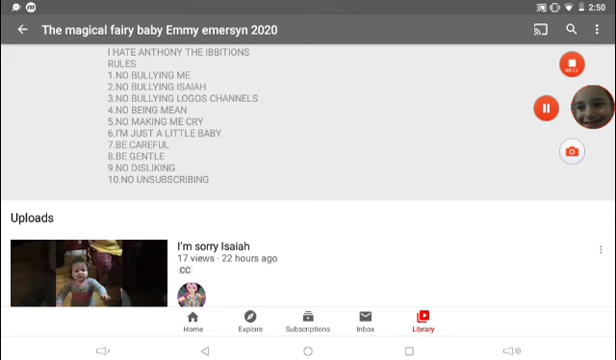 2:50
The magical fairy baby Emmy emersyn 2020
I HATE ANTHONY THE IBBITIONS
RULES
1.NO BULLYING ME
2.NO BULLYING ISAIAH
3.NO BULLYING LOGOS CHANNELS
4.NO BEING MEAN
5.NO MAKING ME CRY
6.I'M JUST A LITTLE BABY
7.BE CAREFUL
8.BE GENTLE
9.NO DISLIKING
10.NO UNSUBSCRIBING
Uploads
I'm sorry Isaiah
17 views · 22 hours ago
CC
Home Explore Subscriptions Inbox Library